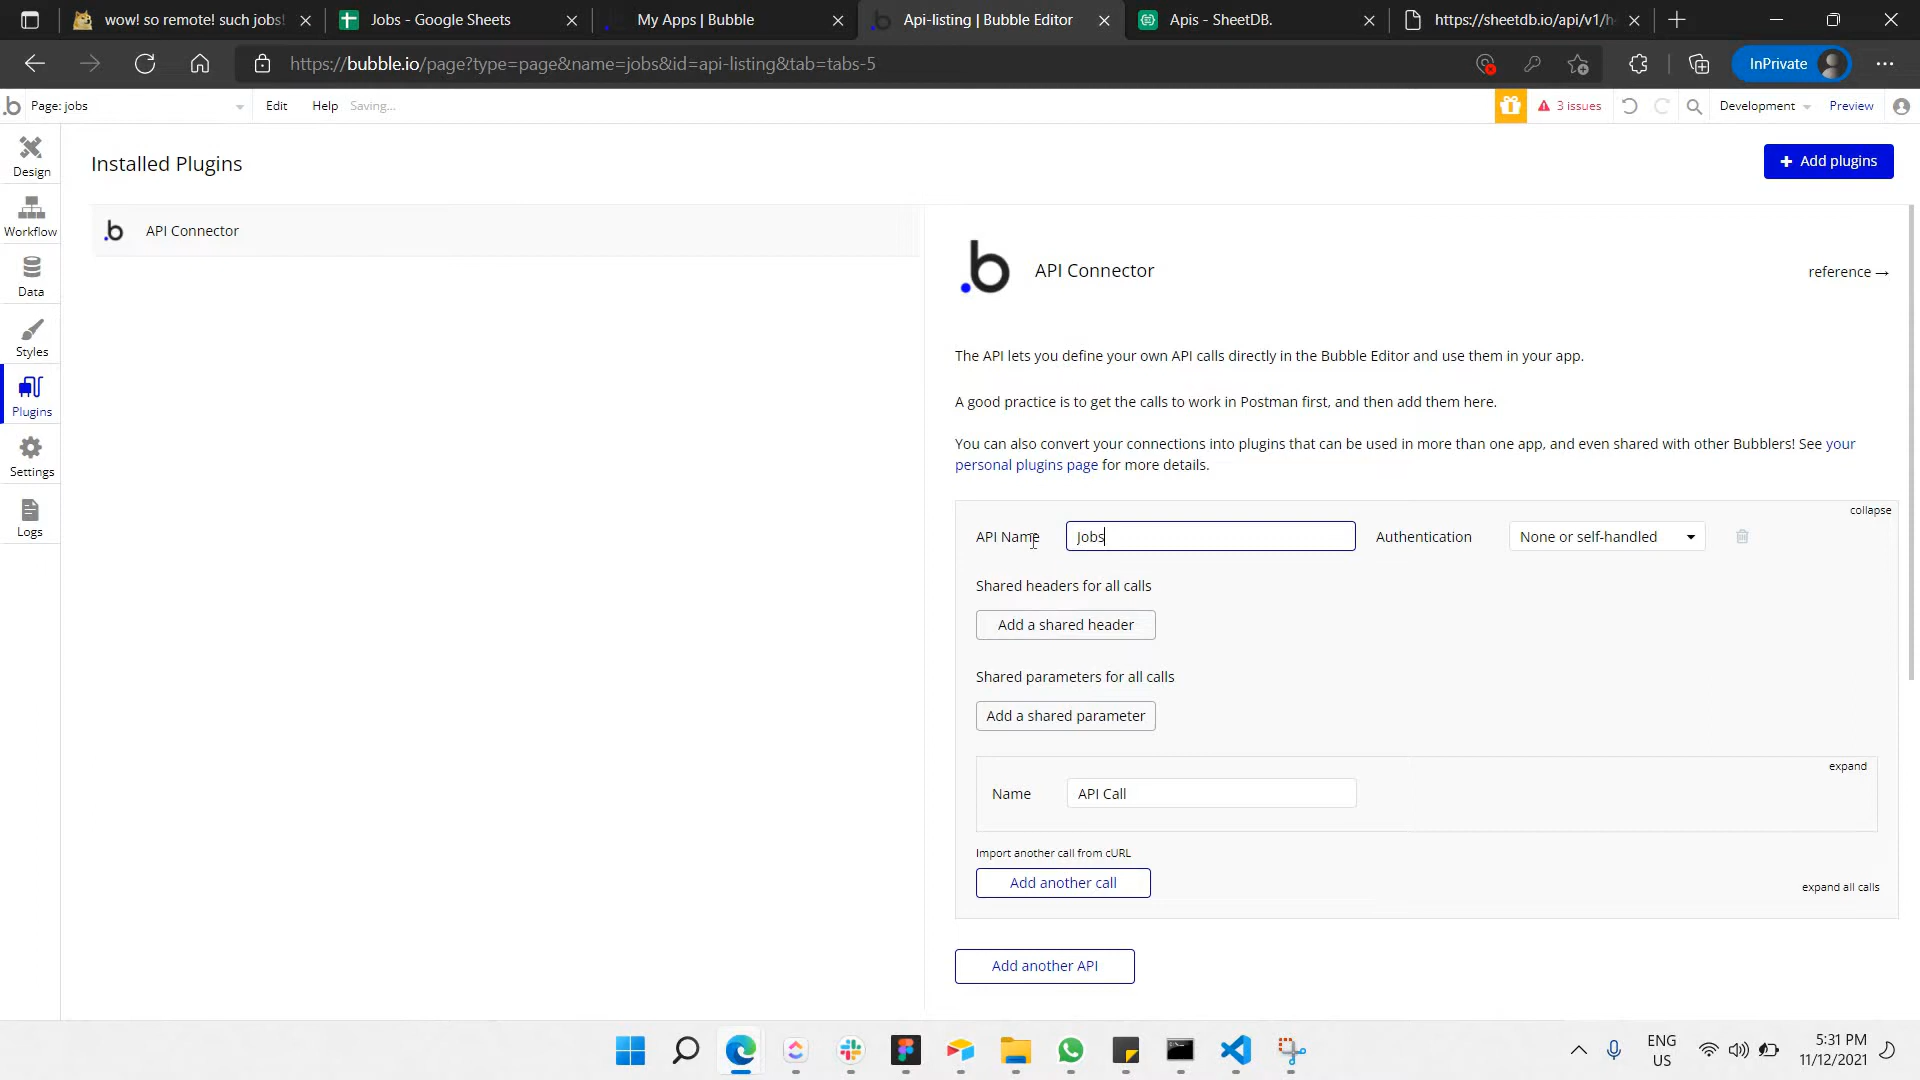 wow! so remote! such jobs!
Jobs - Google Sheets
My Apps | Bubble
Api-listing | Bubble Editor
Apis - SheetDB.
https://sheetdb.io/api/v1/h
https://bubble.io/page?type=page&name=jobs&id=api-listing&tab=tabs-5
InPrivate
Page: jobs
Edit
Help
Saving...
3 issues
Development
Preview
Design
Workflow
Data
Styles
Plugins
Settings
Logs
Installed Plugins
Add plugins
API Connector
API Connector
reference →
The API lets you define your own API calls directly in the Bubble Editor and use them in your app.
A good practice is to get the calls to work in Postman first, and then add them here.
You can also convert your connections into plugins that can be used in more than one app, and even shared with other Bubblers! See your
personal plugins page for more details.
collapse
API Name
Jobs
Authentication
None or self-handled
Shared headers for all calls
Add a shared header
Shared parameters for all calls
Add a shared parameter
expand
Name
API Call
Import another call from cURL
Add another call
expand all calls
Add another API
ENG
US
5:31 PM
11/12/2021